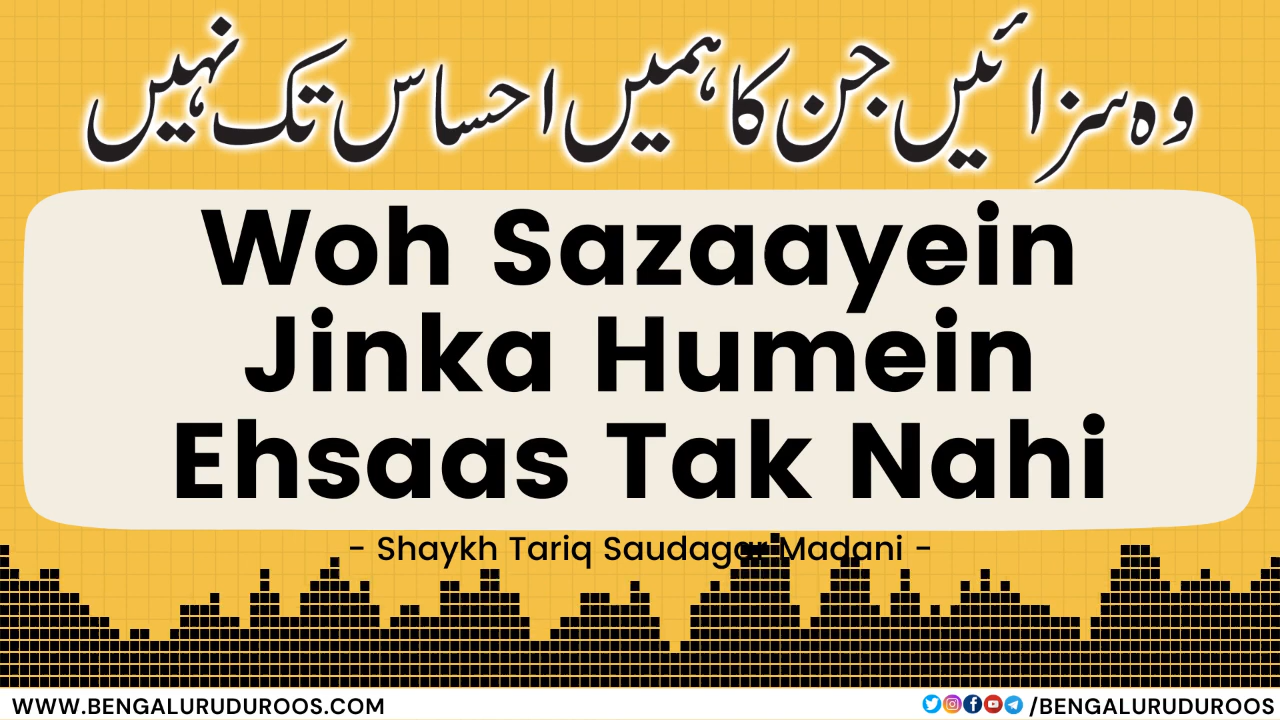 وہ سزائیں جن کا ہمیں احساس تک نہیں
Woh Sazaayein
Jinka Humein
Ehsaas Tak Nahi
- Shaykh Tariq Saudagar Madani -
WWW.BENGALURUDUROOS.COM
/BENGALURUDUROOS